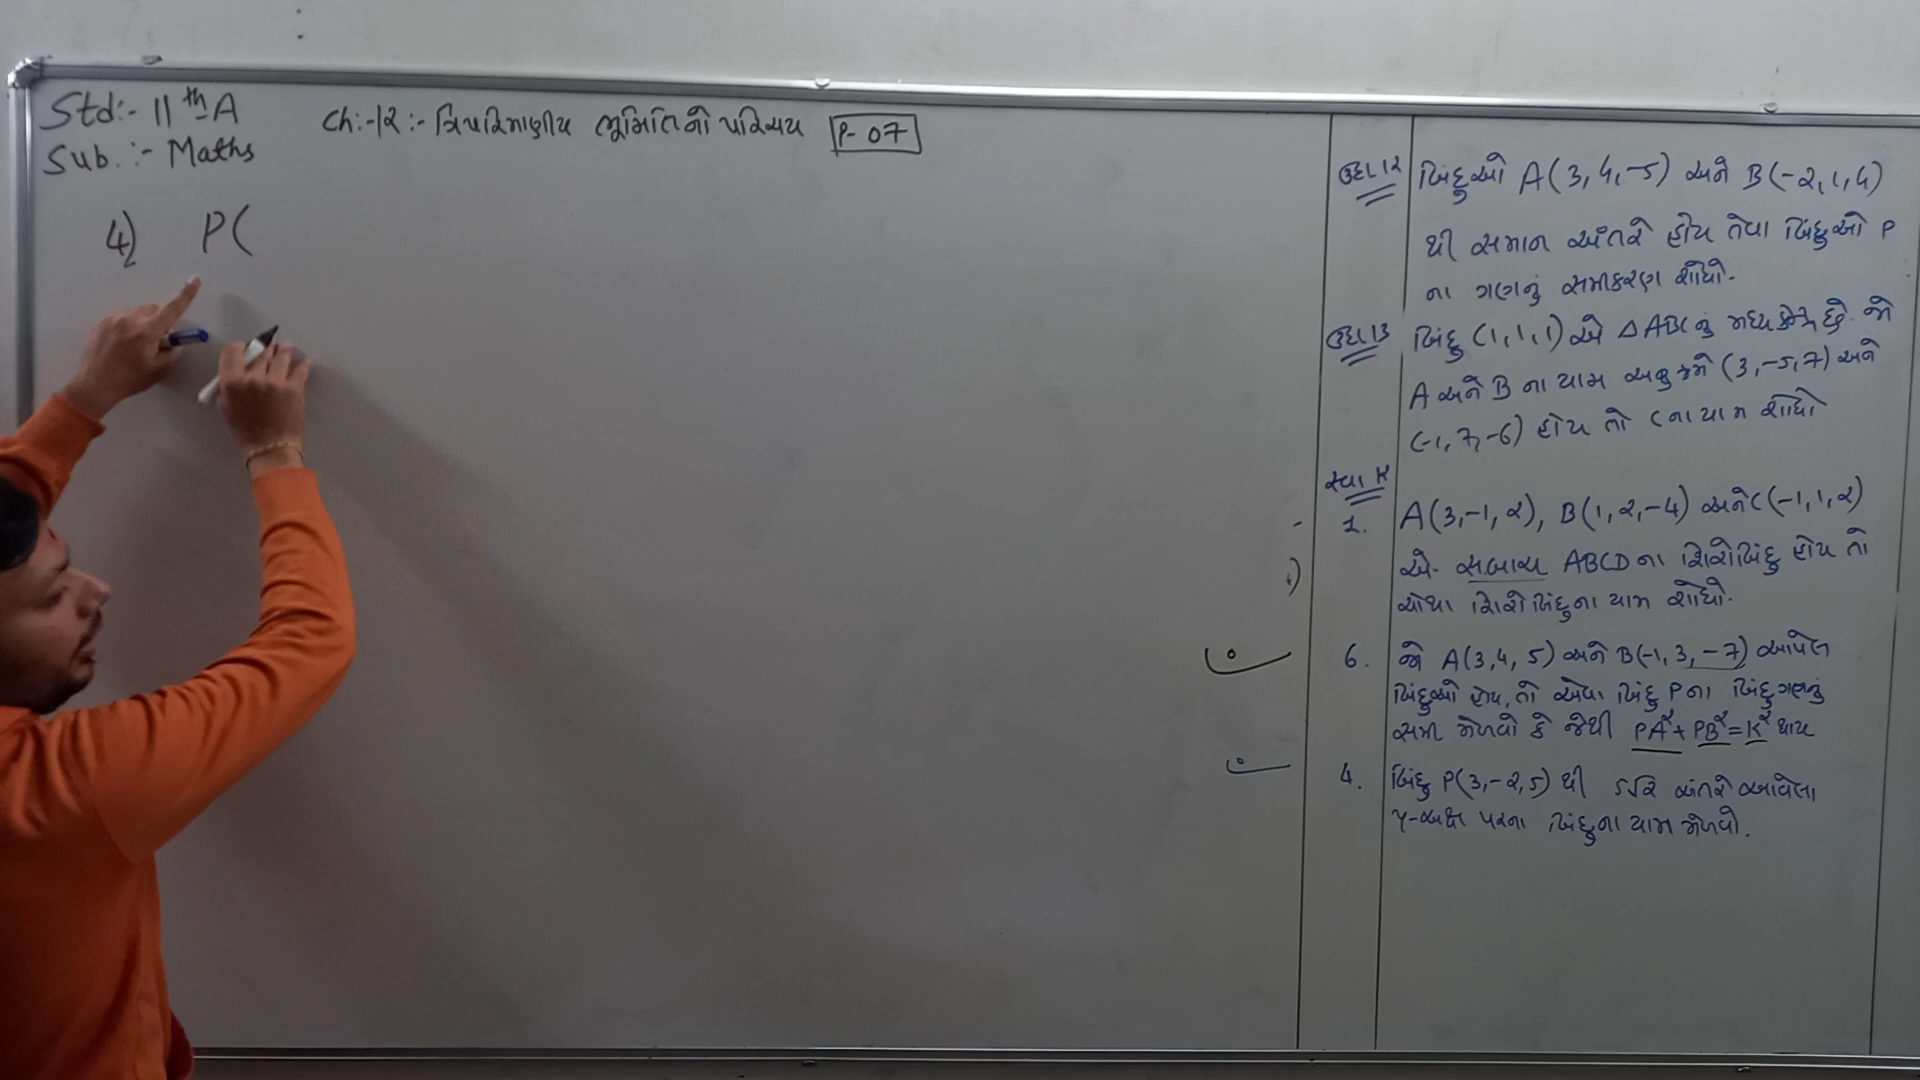 Std:- 11th A
Sub.:- Maths
Ch:-12:- ત્રિપરિમાણીય ભૂમિતિનો પરિચય P-07
4) P(
ઉદા 12 બિંદુઓ A(3,4,-5) અને B(-2,1,4)
થી સમાન અંતરે હોય તેવા બિંદુઓ P
ના ગણનું સમીકરણ શોધો.
ઉદા 13 બિંદુ (1,1,1) એ △ABC નું મધ્યકેન્દ્ર છે. જો
A અને B ના યામ અનુક્રમે (3,-5,7) અને
(-1,7,-6) હોય તો C ના યામ શોધો
સ્વા K
1. A(3,-1,2), B(1,2,-4) અને C(-1,1,2)
એ. સબાચ ABCD ના શિરોબિંદુ હોય તો
ચોથા શિરોબિંદુના યામ શોધો.
6. જો A(3,4,5) અને B(-1,3,-7) આપેલ
બિંદુઓ હોય, તો એવા બિંદુ P ના બિંદુગણનું
સમી મેળવો કે જેથી PA²+PB²=K² થાય
4. બિંદુ P(3,-2,5) થી 5√2 અંતરે આવેલા
y-અક્ષ પરના બિંદુના યામ મેળવો.